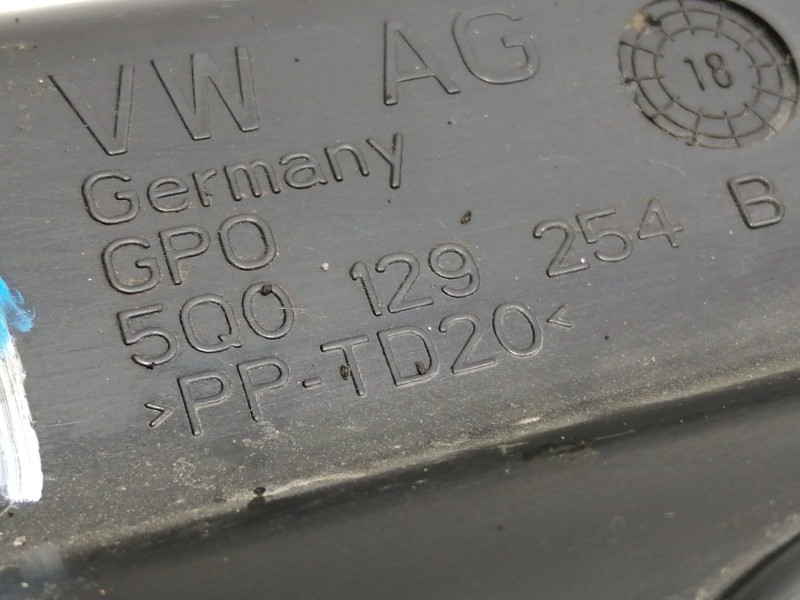 VW AG
18
Germany
GPO
5Q0 129 254 B
>PP-TD20<